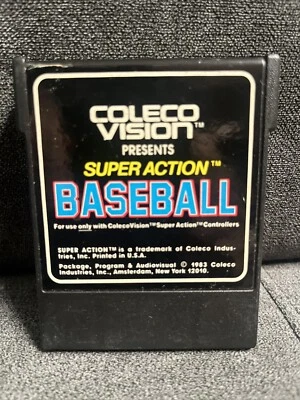 COLECO
VISION™
PRESENTS
SUPER ACTION™
BASEBALL
For use only with ColecoVision™ Super Action™ Controllers
SUPER ACTION™ is a trademark of Coleco Indus-
tries, Inc. Printed in U.S.A.
Package, Program & Audiovisual © 1983 Coleco
Industries, Inc., Amsterdam, New York 12010.